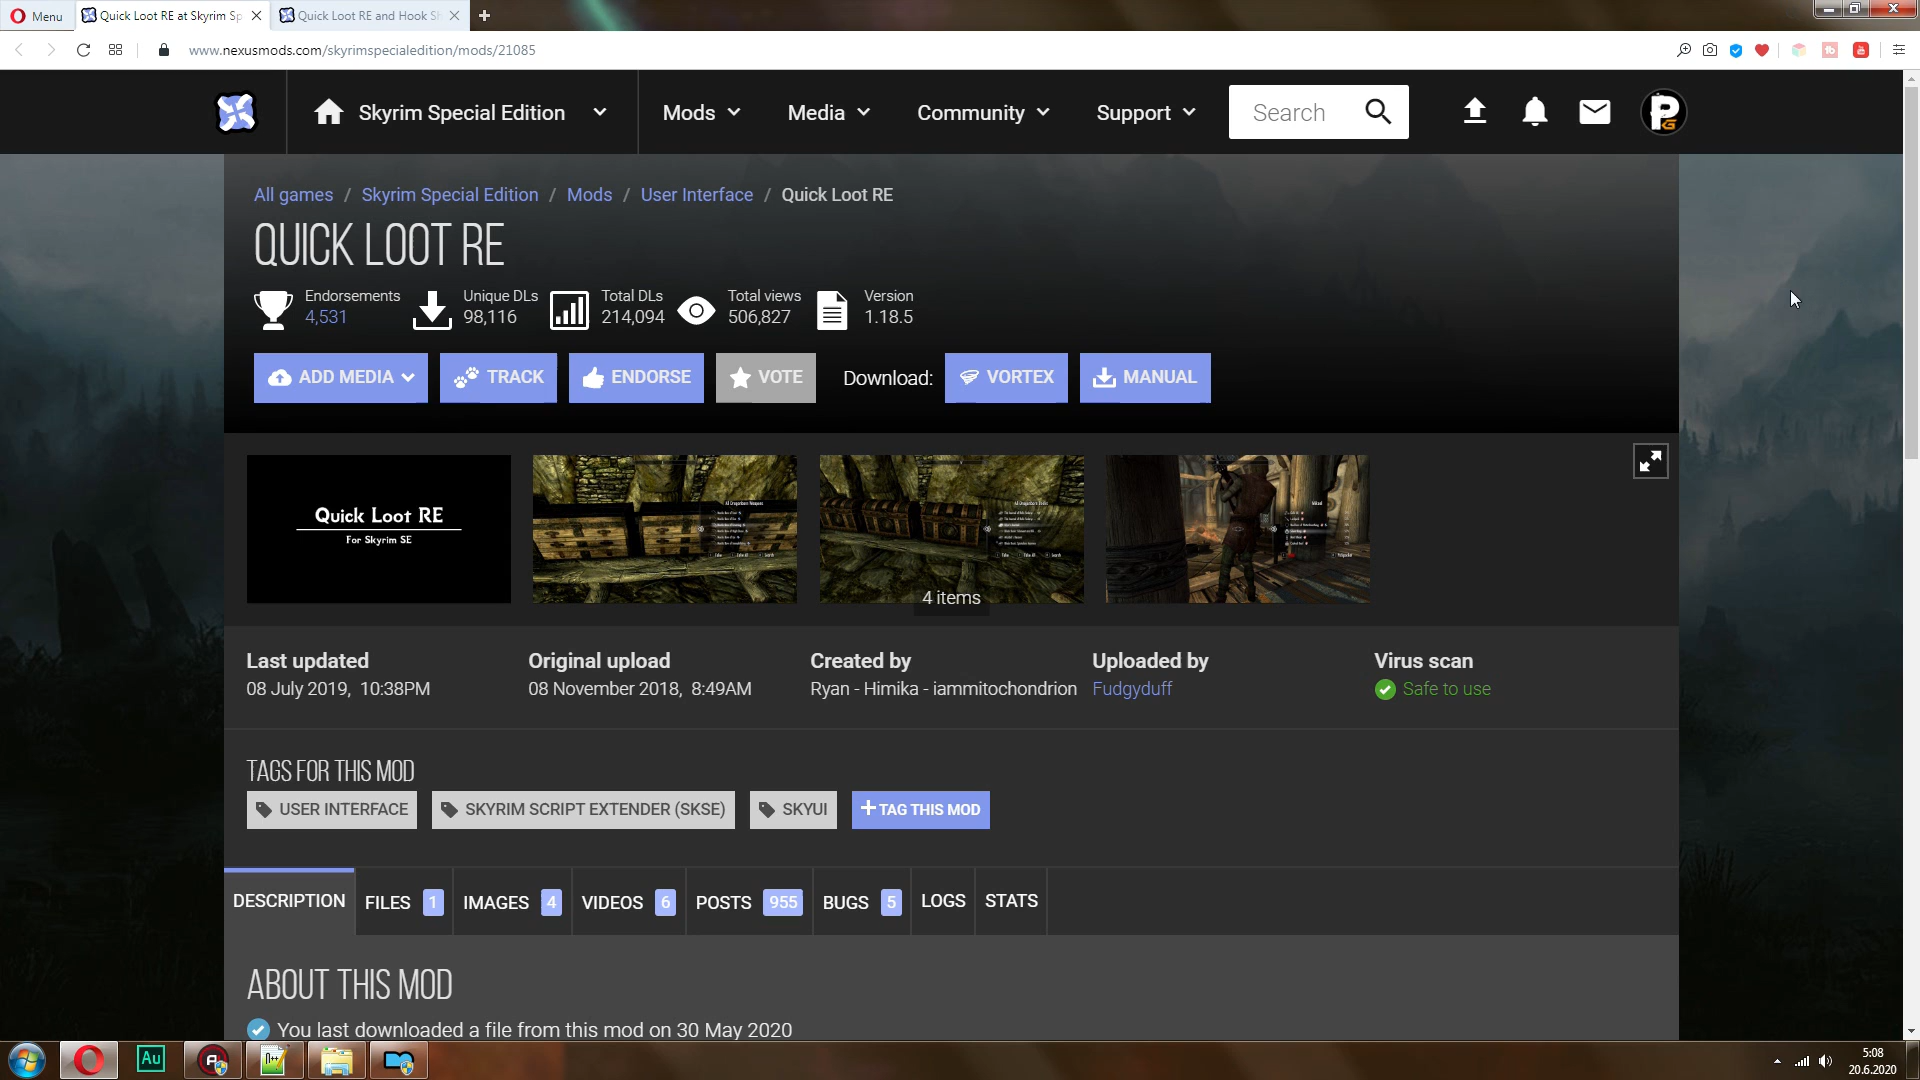 Menu
Quick Loot RE at Skyrim Sp
Quick Loot RE and Hook Sh
www.nexusmods.com/skyrimspecialedition/mods/21085
Skyrim Special Edition
Mods
Media
Community
Support
Search
All games / Skyrim Special Edition / Mods / User Interface / Quick Loot RE
QUICK LOOT RE
Endorsements
4,531
Unique DLs
98,116
Total DLs
214,094
Total views
506,827
Version
1.18.5
ADD MEDIA
TRACK
ENDORSE
VOTE
Download:
VORTEX
MANUAL
Quick Loot RE
For Skyrim SE
4 items
Last updated
08 July 2019, 10:38PM
Original upload
08 November 2018, 8:49AM
Created by
Ryan - Himika - iammitochondrion
Uploaded by
Fudgyduff
Virus scan
Safe to use
TAGS FOR THIS MOD
USER INTERFACE
SKYRIM SCRIPT EXTENDER (SKSE)
SKYUI
+ TAG THIS MOD
DESCRIPTION
FILES 1
IMAGES 4
VIDEOS 6
POSTS 955
BUGS 5
LOGS
STATS
ABOUT THIS MOD
You last downloaded a file from this mod on 30 May 2020
Au
5:08
20.6.2020